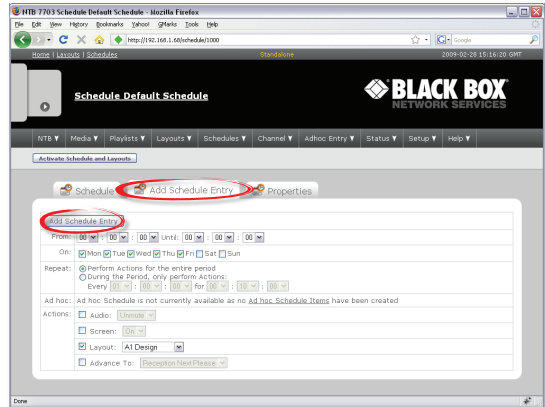 NTB 7703 Schedule Default Schedule - Mozilla Firefox
File Edit View History Bookmarks Yahoo! GMarks Tools Help
http://192.168.1.68/schedule/1000
Google
Home | Layouts | Schedules
Standalone
2009-02-28 15:16:20 GMT
Schedule Default Schedule
BLACK BOX
NETWORK SERVICES
NTB Media Playlists Layouts Schedules Channel Adhoc Entry Status Setup Help
Activate Schedule and Layouts
Schedule Add Schedule Entry Properties
Add Schedule Entry
From: 00 : 00 : 00 Until: 00 : 00 : 00
On: Mon Tue Wed Thu Fri Sat Sun
Repeat: Perform Actions for the entire period
During the Period, only perform Actions:
Every 01 : 00 : 00 for 00 : 10 : 00
Ad hoc: Ad hoc Schedule is not currently available as no Ad hoc Schedule Items have been created
Actions: Audio: Unmute
Screen: On
Layout: A1 Design
Advance To: Reception Next Please
Done